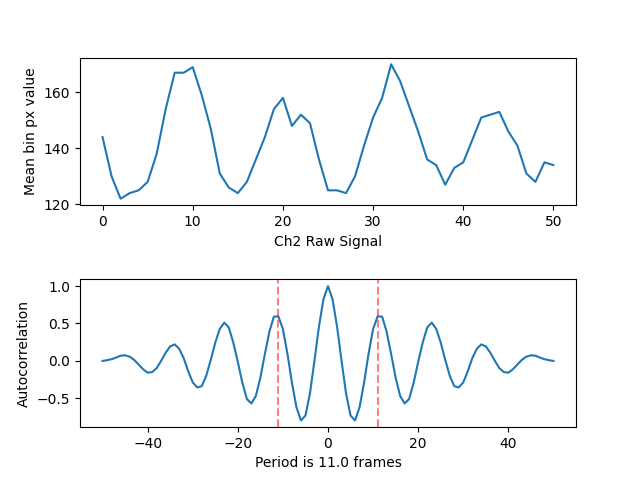 Mean bin px value
160
140
120
0 10 20 30 40 50
Ch2 Raw Signal
Autocorrelation
1.0
0.5
0.0
−0.5
−40 −20 0 20 40
Period is 11.0 frames